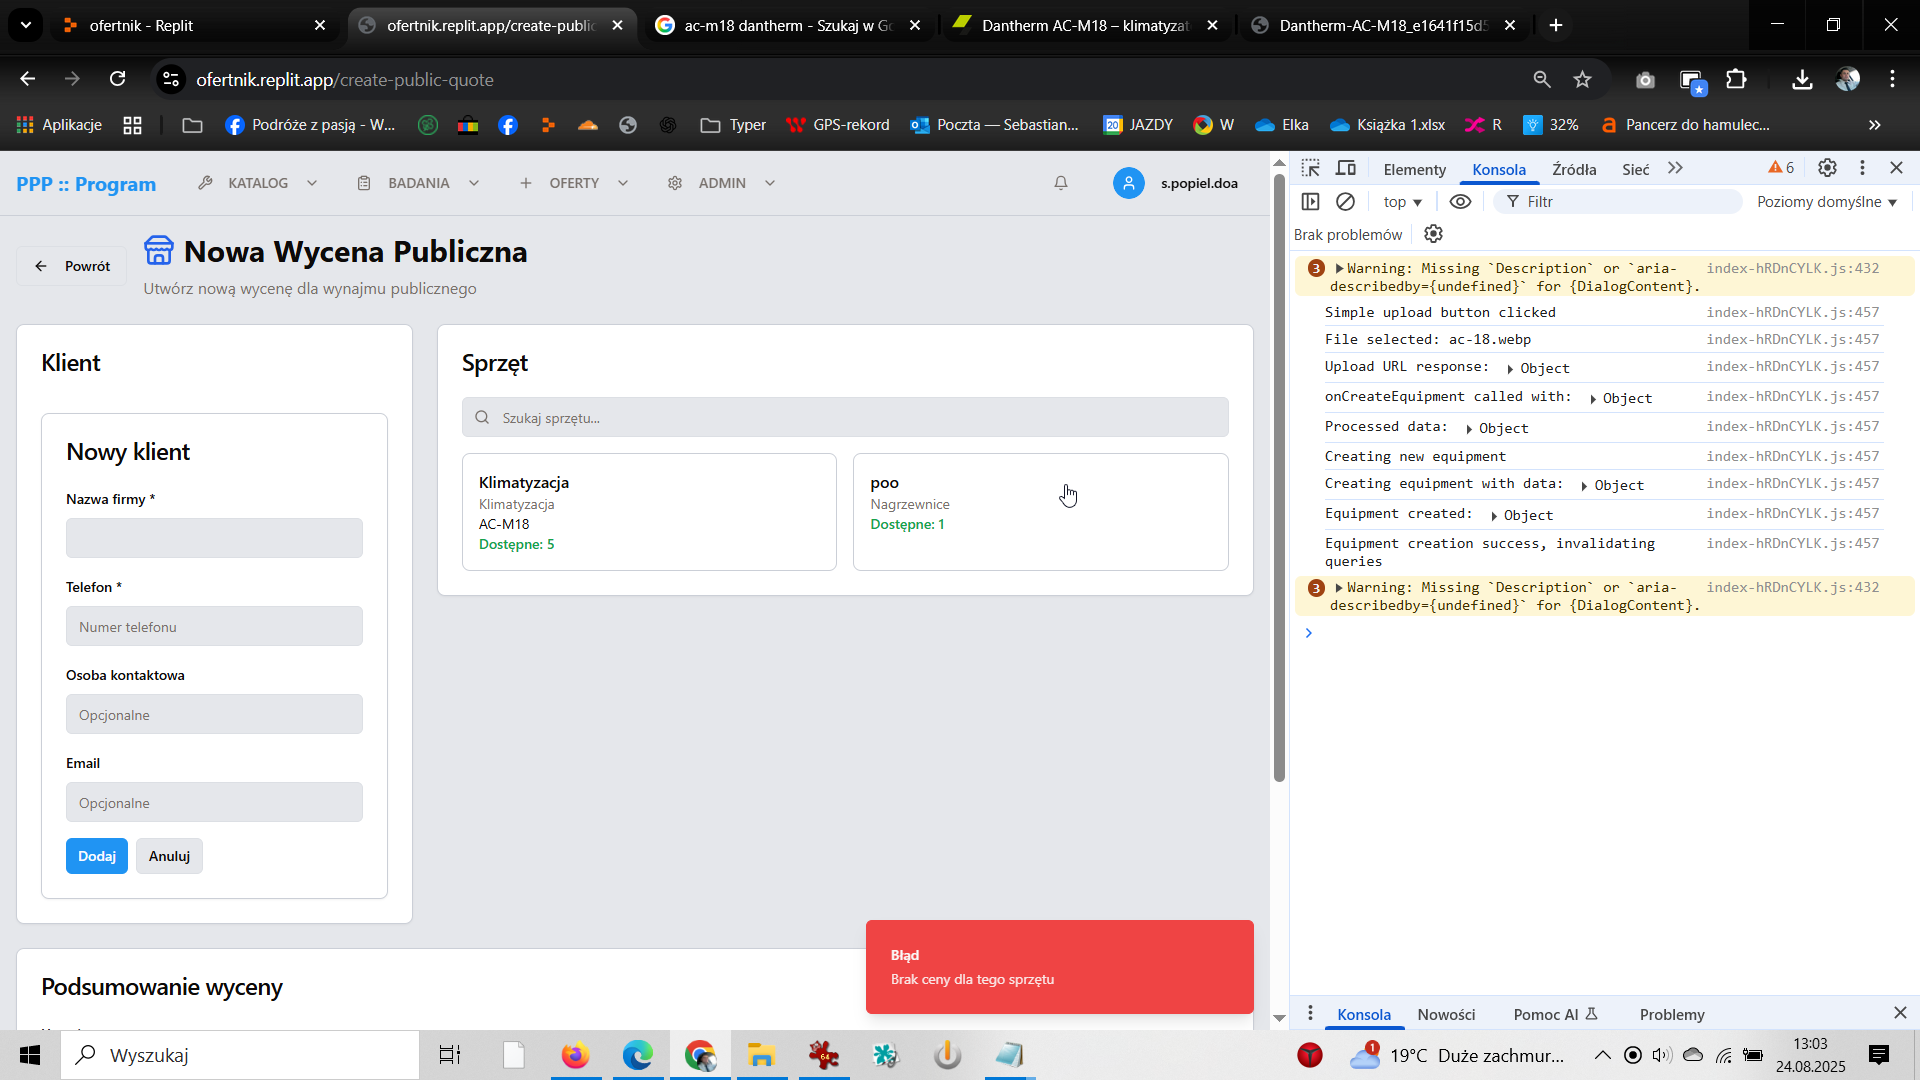 ofertnik - Replit
ofertnik.replit.app/create-public
ac-m18 dantherm - Szukaj w Go
Dantherm AC-M18 – klimatyzat
Dantherm-AC-M18_e1641f15d5
ofertnik.replit.app/create-public-quote
Aplikacje
Podróże z pasją - W...
Typer
GPS-rekord
Poczta — Sebastian...
20
JAZDY
W
Elka
Książka 1.xlsx
R
32%
Pancerz do hamulec...
PPP :: Program
KATALOG
BADANIA
OFERTY
ADMIN
s.popiel.doa
Powrót
Nowa Wycena Publiczna
Utwórz nową wycenę dla wynajmu publicznego
Klient
Nowy klient
Nazwa firmy *
Telefon *
Numer telefonu
Osoba kontaktowa
Opcjonalne
Email
Opcjonalne
Dodaj
Anuluj
Sprzęt
Szukaj sprzętu...
Klimatyzacja
Klimatyzacja
AC-M18
Dostępne: 5
poo
Nagrzewnice
Dostępne: 1
Podsumowanie wyceny
Błąd
Brak ceny dla tego sprzętu
Elementy
Konsola
Źródła
Sieć
6
top
Filtr
Poziomy domyślne
Brak problemów
3 Warning: Missing `Description` or `aria- index-hRDnCYLK.js:432
describedby={undefined}` for {DialogContent}.
Simple upload button clicked index-hRDnCYLK.js:457
File selected: ac-18.webp index-hRDnCYLK.js:457
Upload URL response: Object index-hRDnCYLK.js:457
onCreateEquipment called with: Object index-hRDnCYLK.js:457
Processed data: Object index-hRDnCYLK.js:457
Creating new equipment index-hRDnCYLK.js:457
Creating equipment with data: Object index-hRDnCYLK.js:457
Equipment created: Object index-hRDnCYLK.js:457
Equipment creation success, invalidating index-hRDnCYLK.js:457
queries
3 Warning: Missing `Description` or `aria- index-hRDnCYLK.js:432
describedby={undefined}` for {DialogContent}.
Konsola
Nowości
Pomoc AI
Problemy
Wyszukaj
64
1
19°C Duże zachmur...
13:03
24.08.2025